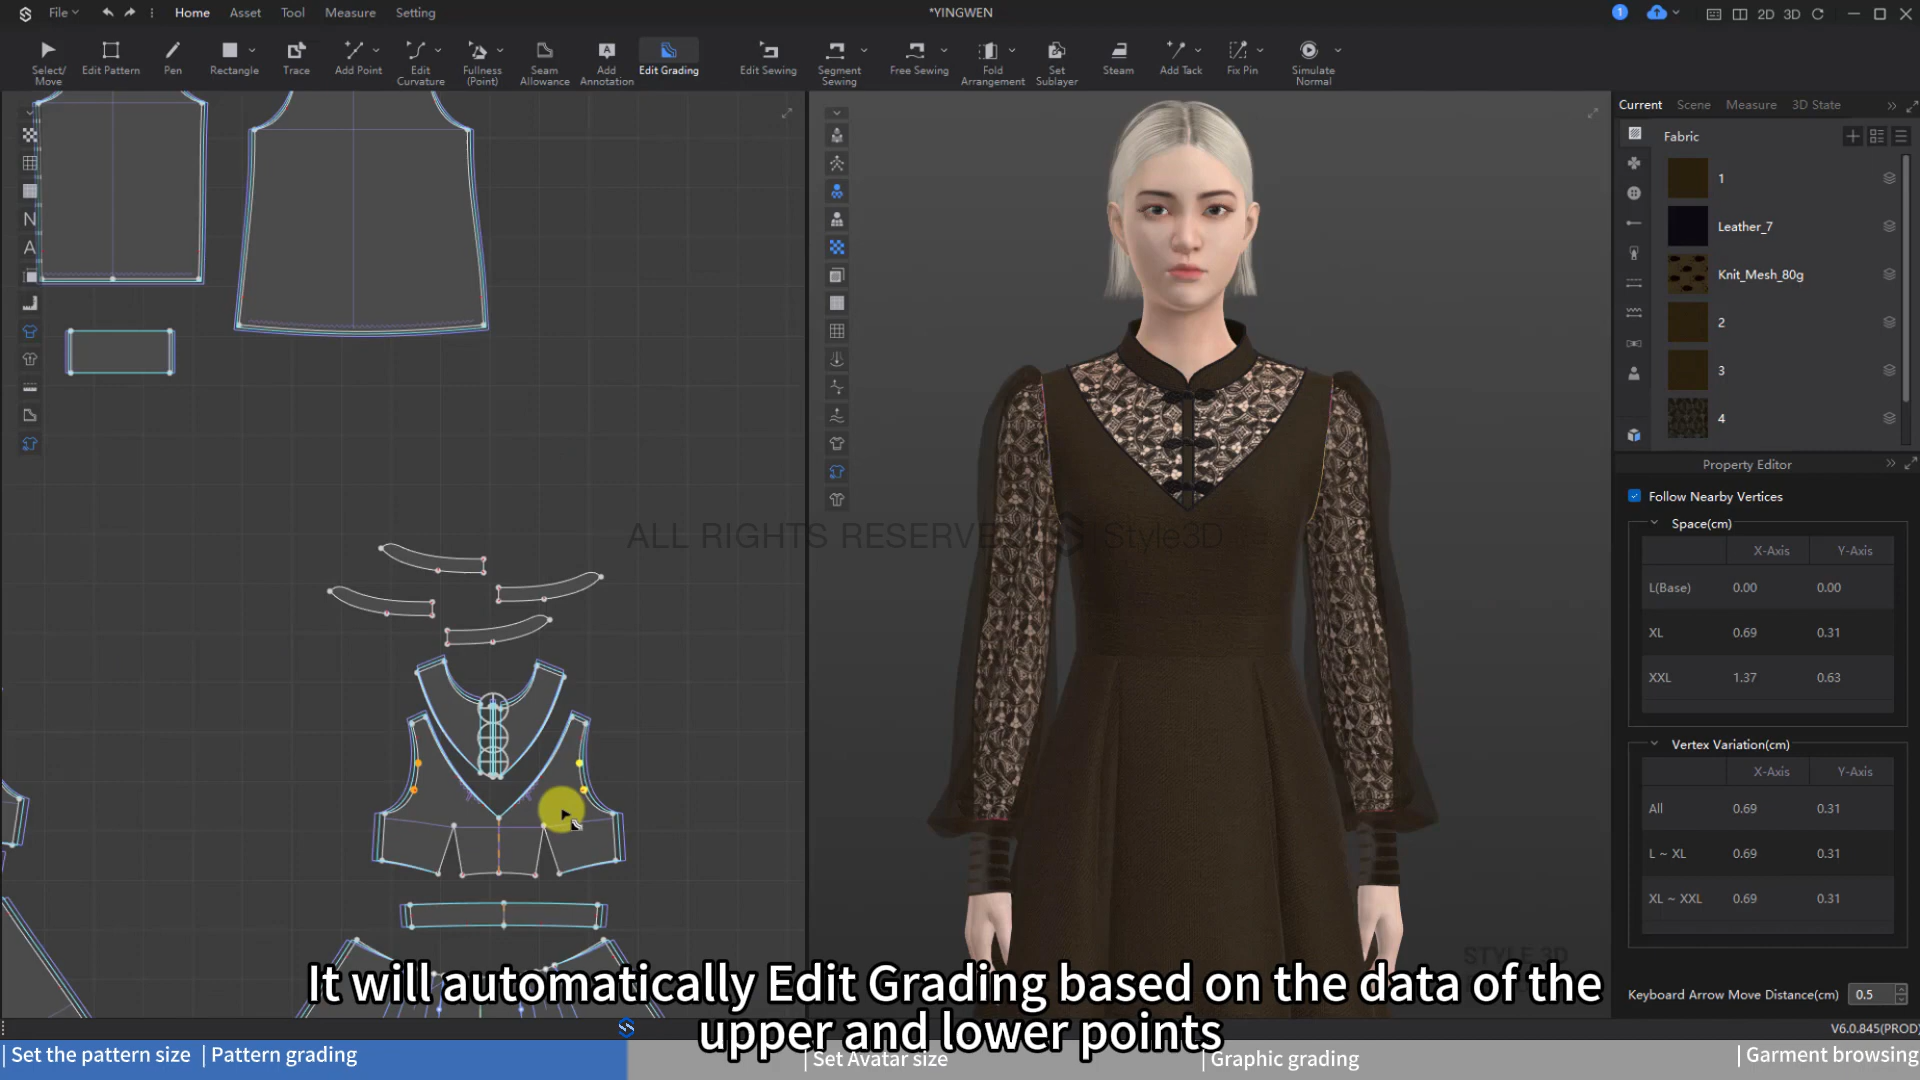 File
Home
Asset
Tool
Measure
Setting
*YINGWEN
1
2D
3D
Select/
Move
Edit Pattern
Pen
Rectangle
Trace
Add Point
Edit
Curvature
Fullness
(Point)
Seam
Allowance
Add
Annotation
Edit Grading
Edit Sewing
Segment
Sewing
Free Sewing
Fold
Arrangement
Set
Sublayer
Steam
Add Tack
Fix Pin
Simulate
Normal
Current
Scene
Measure
3D State
Fabric
1
Leather_7
Knit_Mesh_80g
2
3
4
Property Editor
Follow Nearby Vertices
Space(cm)
X-Axis Y-Axis
L(Base) 0.00 0.00
XL 0.69 0.31
XXL 1.37 0.63
Vertex Variation(cm)
X-Axis Y-Axis
All 0.69 0.31
L ~ XL 0.69 0.31
XL ~ XXL 0.69 0.31
Keyboard Arrow Move Distance(cm) 0.5
V6.0.845(PROD)
ALL RIGHTS RESERVE
Style3D
STYLE 3D
It will automatically Edit Grading based on the data of the
upper and lower points
| Set the pattern size | Pattern grading
| Set Avatar size
| Graphic grading
| Garment browsing